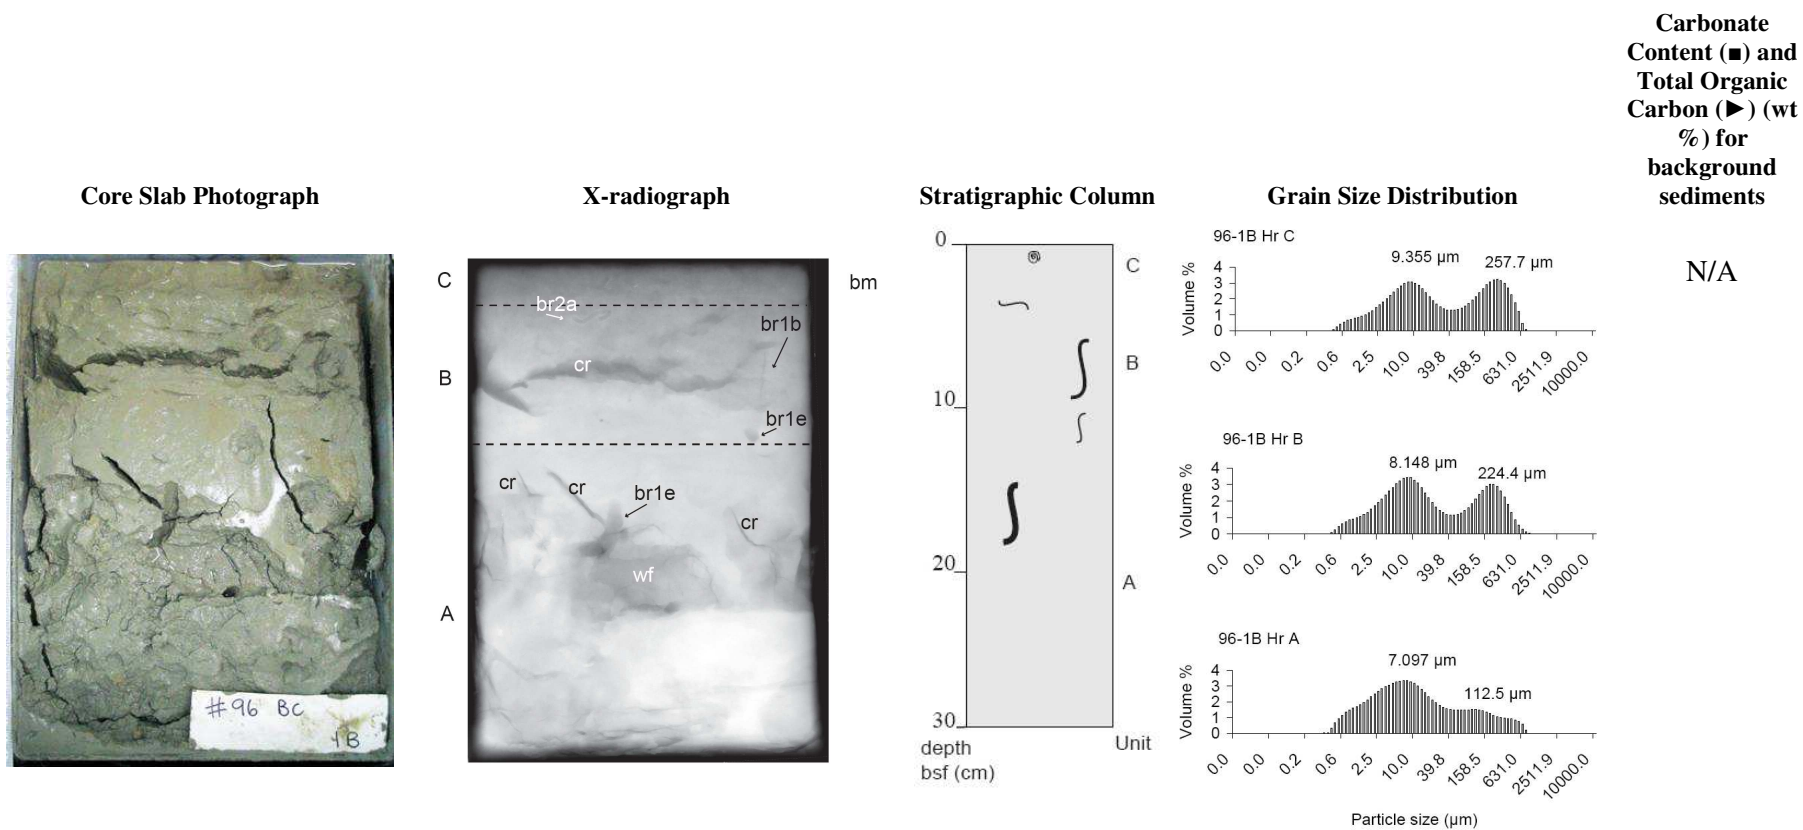 Carbonate
Content (■) and
Total Organic
Carbon (►) (wt
%) for
background
sediments
Core Slab Photograph
X-radiograph
Stratigraphic Column
Grain Size Distribution
#96 BC
1B
C
B
A
bm
br2a
br1b
cr
br1e
cr
cr
br1e
cr
wf
0
10
20
30
depth
bsf (cm)
C
B
A
Unit
96-1B Hr C
9.355 µm
257.7 µm
Volume %
4
3
2
1
0
0.0 0.0 0.2 0.6 2.5 10.0 39.8 158.5 631.0 2511.9 10000.0
96-1B Hr B
8.148 µm
224.4 µm
Volume %
4
3
2
1
0
0.0 0.0 0.2 0.6 2.5 10.0 39.8 158.5 631.0 2511.9 10000.0
96-1B Hr A
7.097 µm
112.5 µm
Volume %
4
3
2
1
0
0.0 0.0 0.2 0.6 2.5 10.0 39.8 158.5 631.0 2511.9 10000.0
Particle size (µm)
N/A